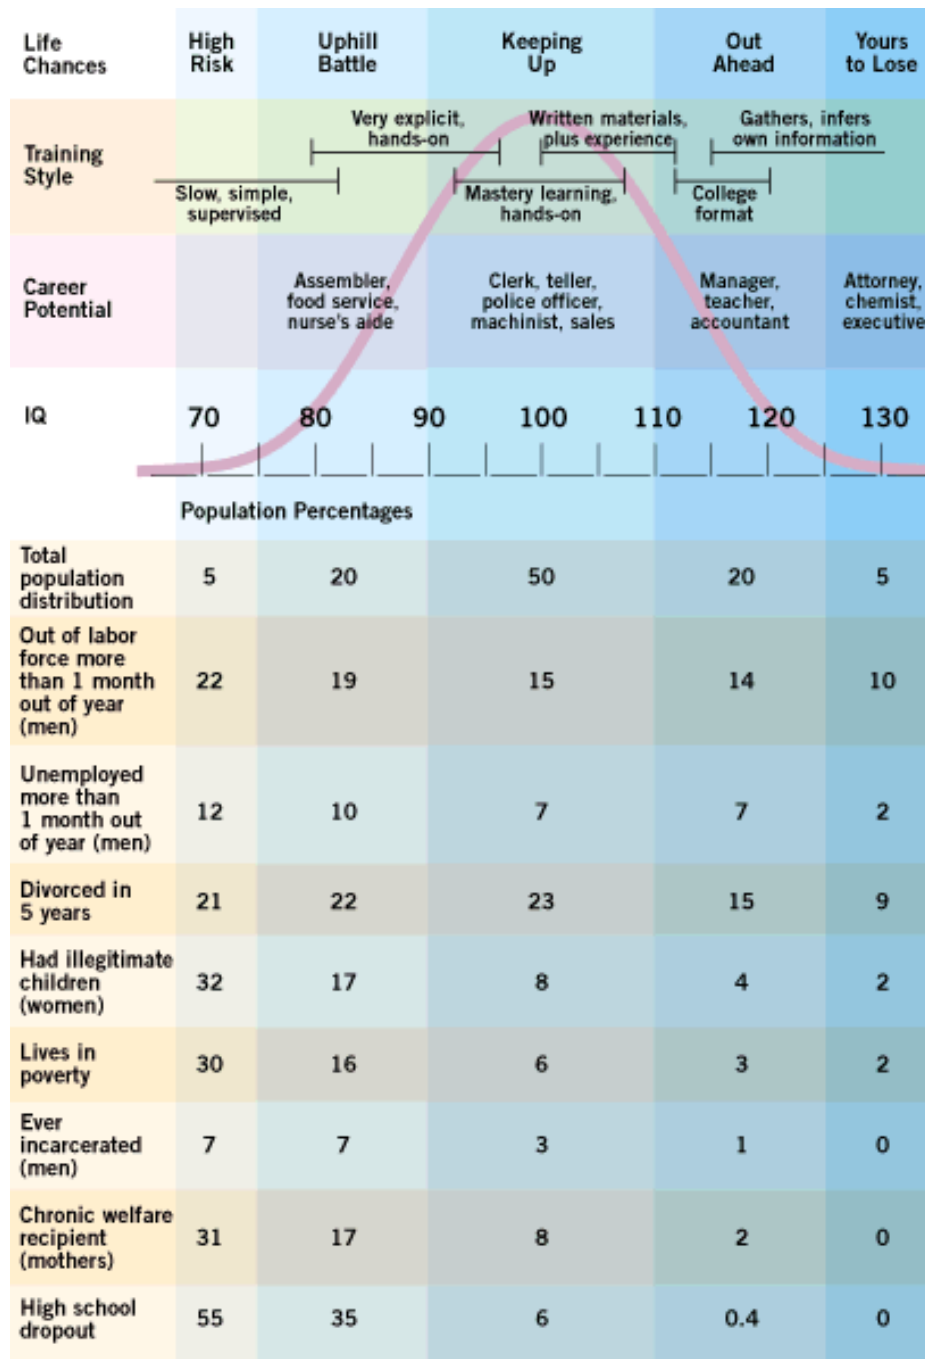 Life
Chances
High
Risk
Uphill
Battle
Keeping
Up
Out
Ahead
Yours
to Lose
Training
Style
Very explicit,
hands-on
Written materials,
plus experience
Gathers, infers
own information
Slow, simple,
supervised
Mastery learning,
hands-on
College
format
Career
Potential
Assembler,
food service,
nurse's aide
Clerk, teller,
police officer,
machinist, sales
Manager,
teacher,
accountant
Attorney,
chemist,
executive
IQ 70 80 90 100 110 120 130
Population Percentages
Total
population
distribution
5 20 50 20 5
Out of labor
force more
than 1 month
out of year
(men)
22 19 15 14 10
Unemployed
more than
1 month out
of year (men)
12 10 7 7 2
Divorced in
5 years
21 22 23 15 9
Had illegitimate
children
(women)
32 17 8 4 2
Lives in
poverty
30 16 6 3 2
Ever
incarcerated
(men)
7 7 3 1 0
Chronic welfare
recipient
(mothers)
31 17 8 2 0
High school
dropout
55 35 6 0.4 0